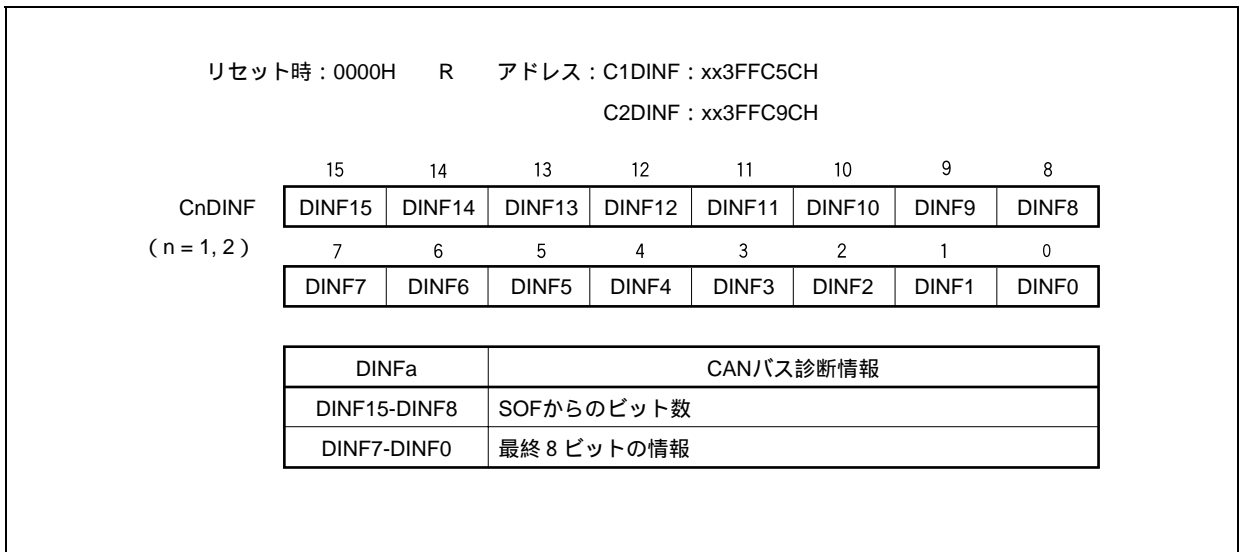 リセット時：0000H　R　アドレス：C1DINF：xx3FFC5CH
C2DINF：xx3FFC9CH
15 14 13 12 11 10 9 8
CnDINF DINF15 DINF14 DINF13 DINF12 DINF11 DINF10 DINF9 DINF8
（n = 1, 2） 7 6 5 4 3 2 1 0
DINF7 DINF6 DINF5 DINF4 DINF3 DINF2 DINF1 DINF0
DINFa CANバス診断情報
DINF15-DINF8 SOFからのビット数
DINF7-DINF0 最終８ビットの情報